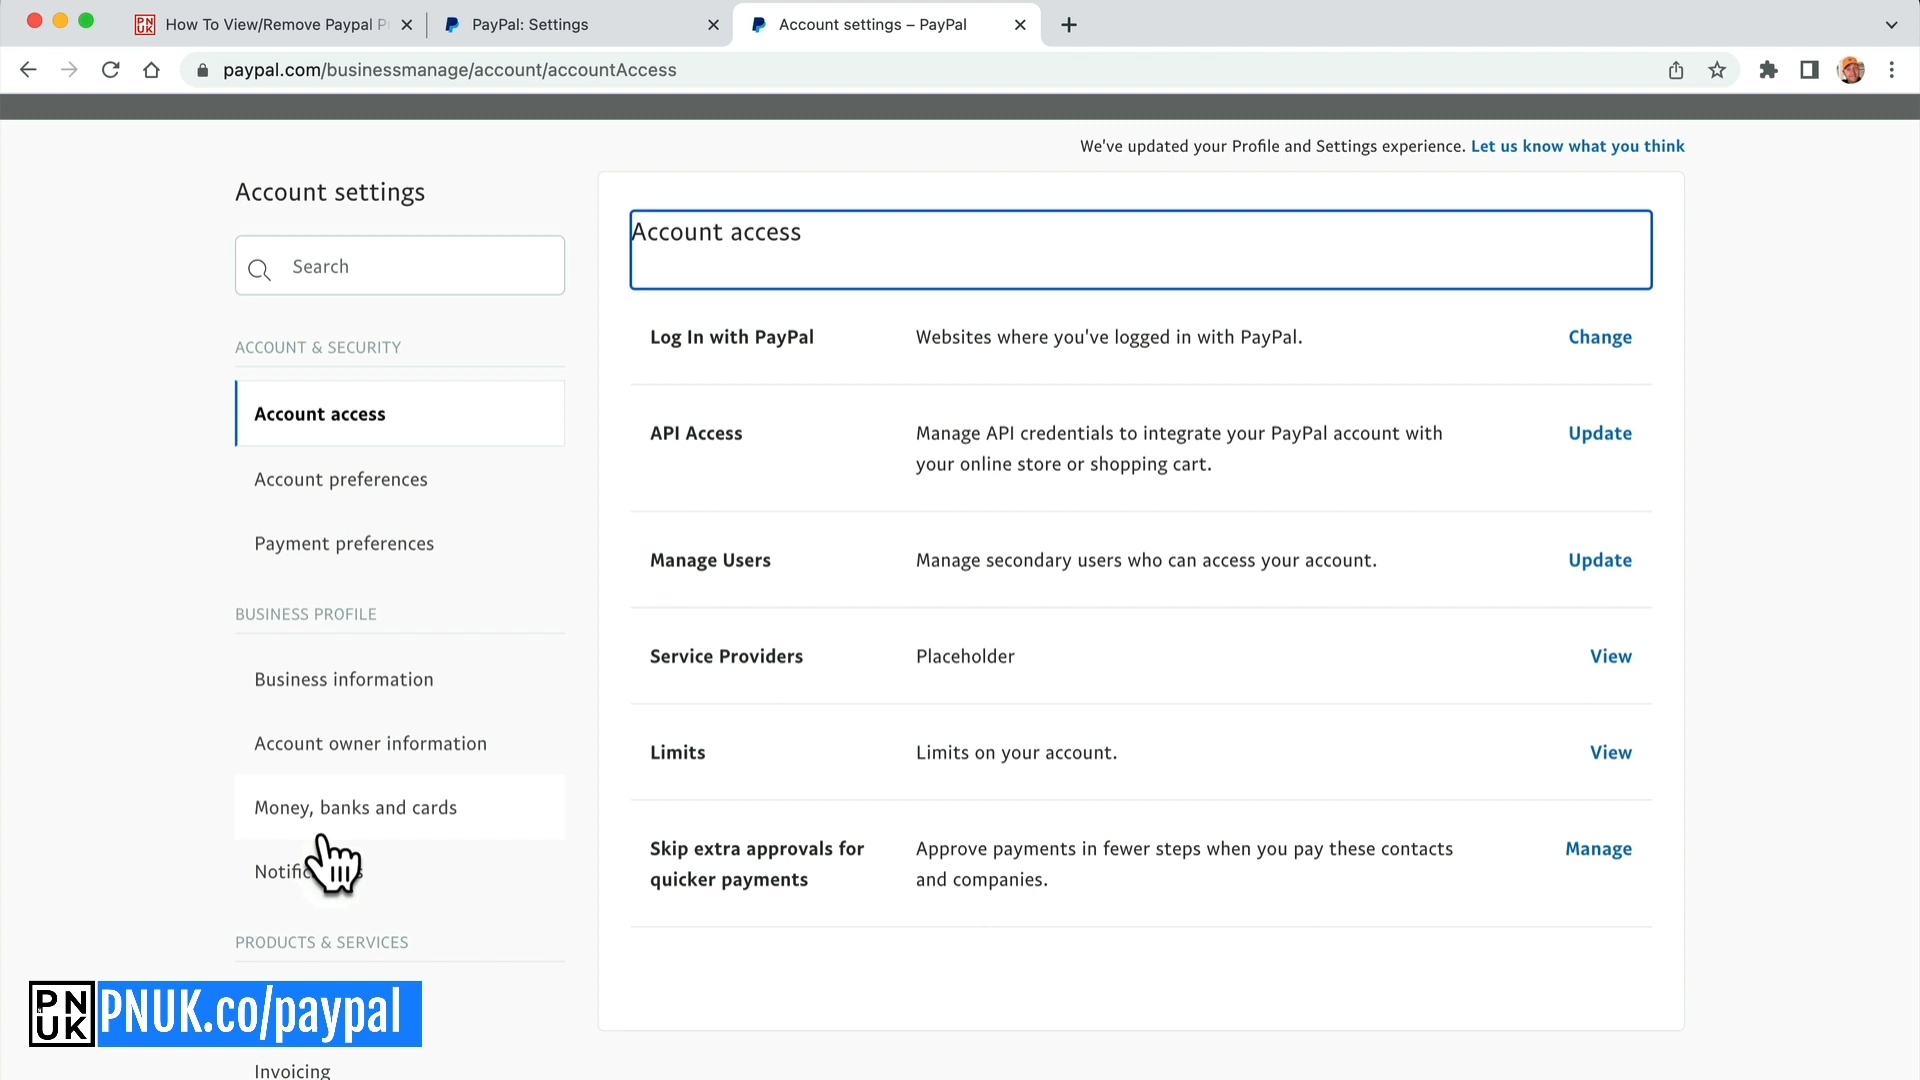 How To View/Remove Paypal P
PayPal: Settings
Account settings – PayPal
paypal.com/businessmanage/account/accountAccess
We've updated your Profile and Settings experience. Let us know what you think
Account settings
Search
ACCOUNT & SECURITY
Account access
Account preferences
Payment preferences
BUSINESS PROFILE
Business information
Account owner information
Money, banks and cards
PRODUCTS & SERVICES
Invoicing
Account access
Log In with PayPal
Websites where you've logged in with PayPal.
Change
API Access
Manage API credentials to integrate your PayPal account with
your online store or shopping cart.
Update
Manage Users
Manage secondary users who can access your account.
Update
Service Providers
Placeholder
View
Limits
Limits on your account.
View
Skip extra approvals for
quicker payments
Approve payments in fewer steps when you pay these contacts
and companies.
Manage
PN
UK
PNUK.co/paypal